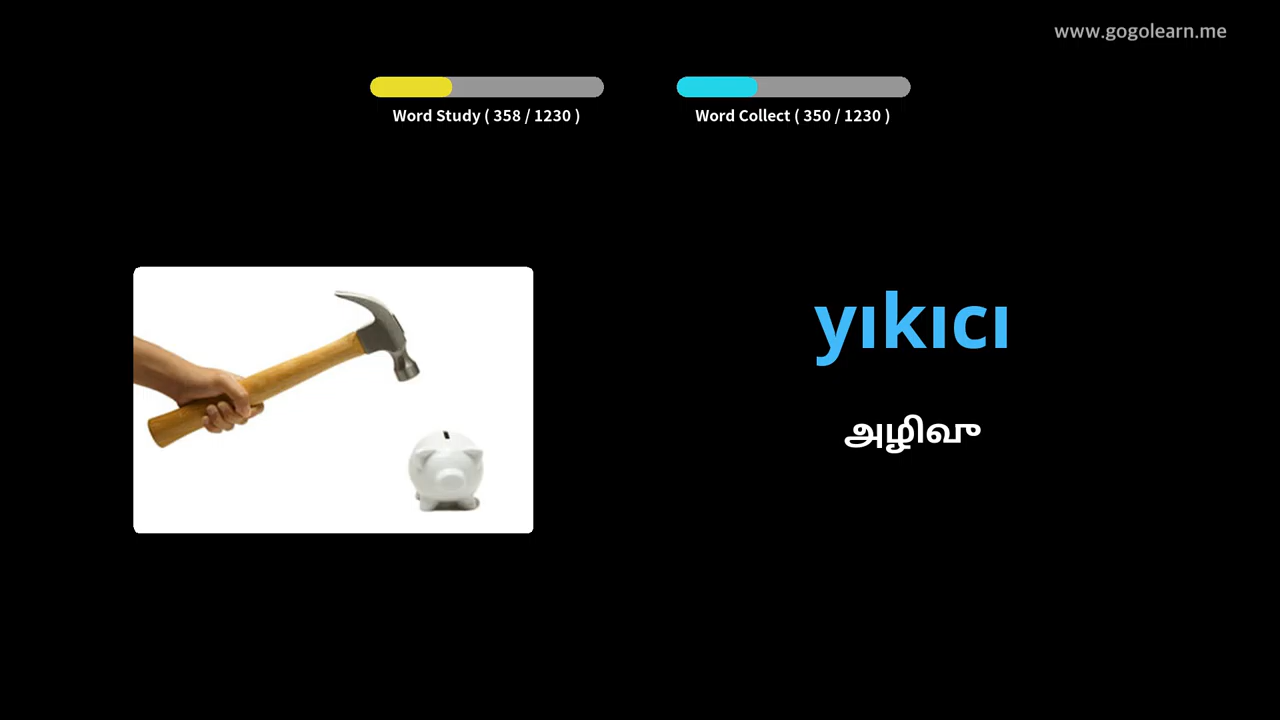 www.gogolearn.me
Word Study ( 358 / 1230 )
Word Collect ( 350 / 1230 )
yıkıcı
அழிவு